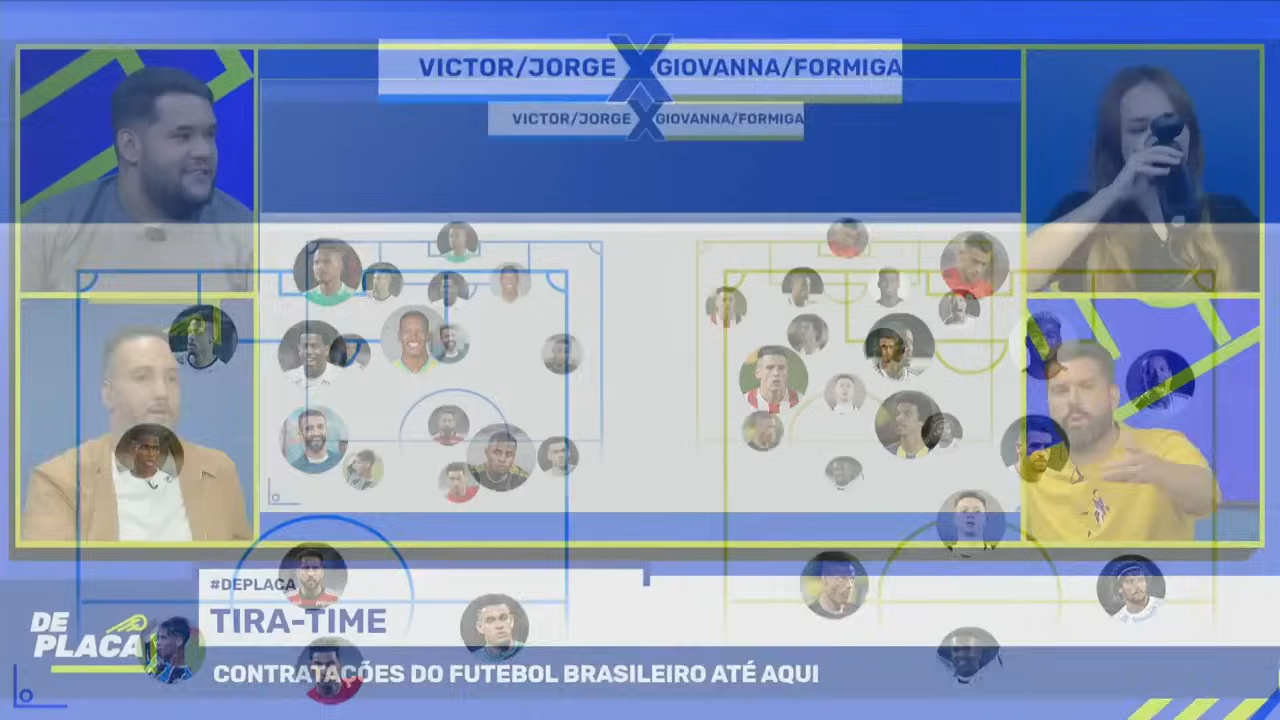 VICTOR/JORGE X GIOVANNA/FORMIGA
VICTOR/JORGE X GIOVANNA/FORMIGA
#DEPLACA
TIRA-TIME
DE PLACA
CONTRATAÇÕES DO FUTEBOL BRASILEIRO ATÉ AQUI